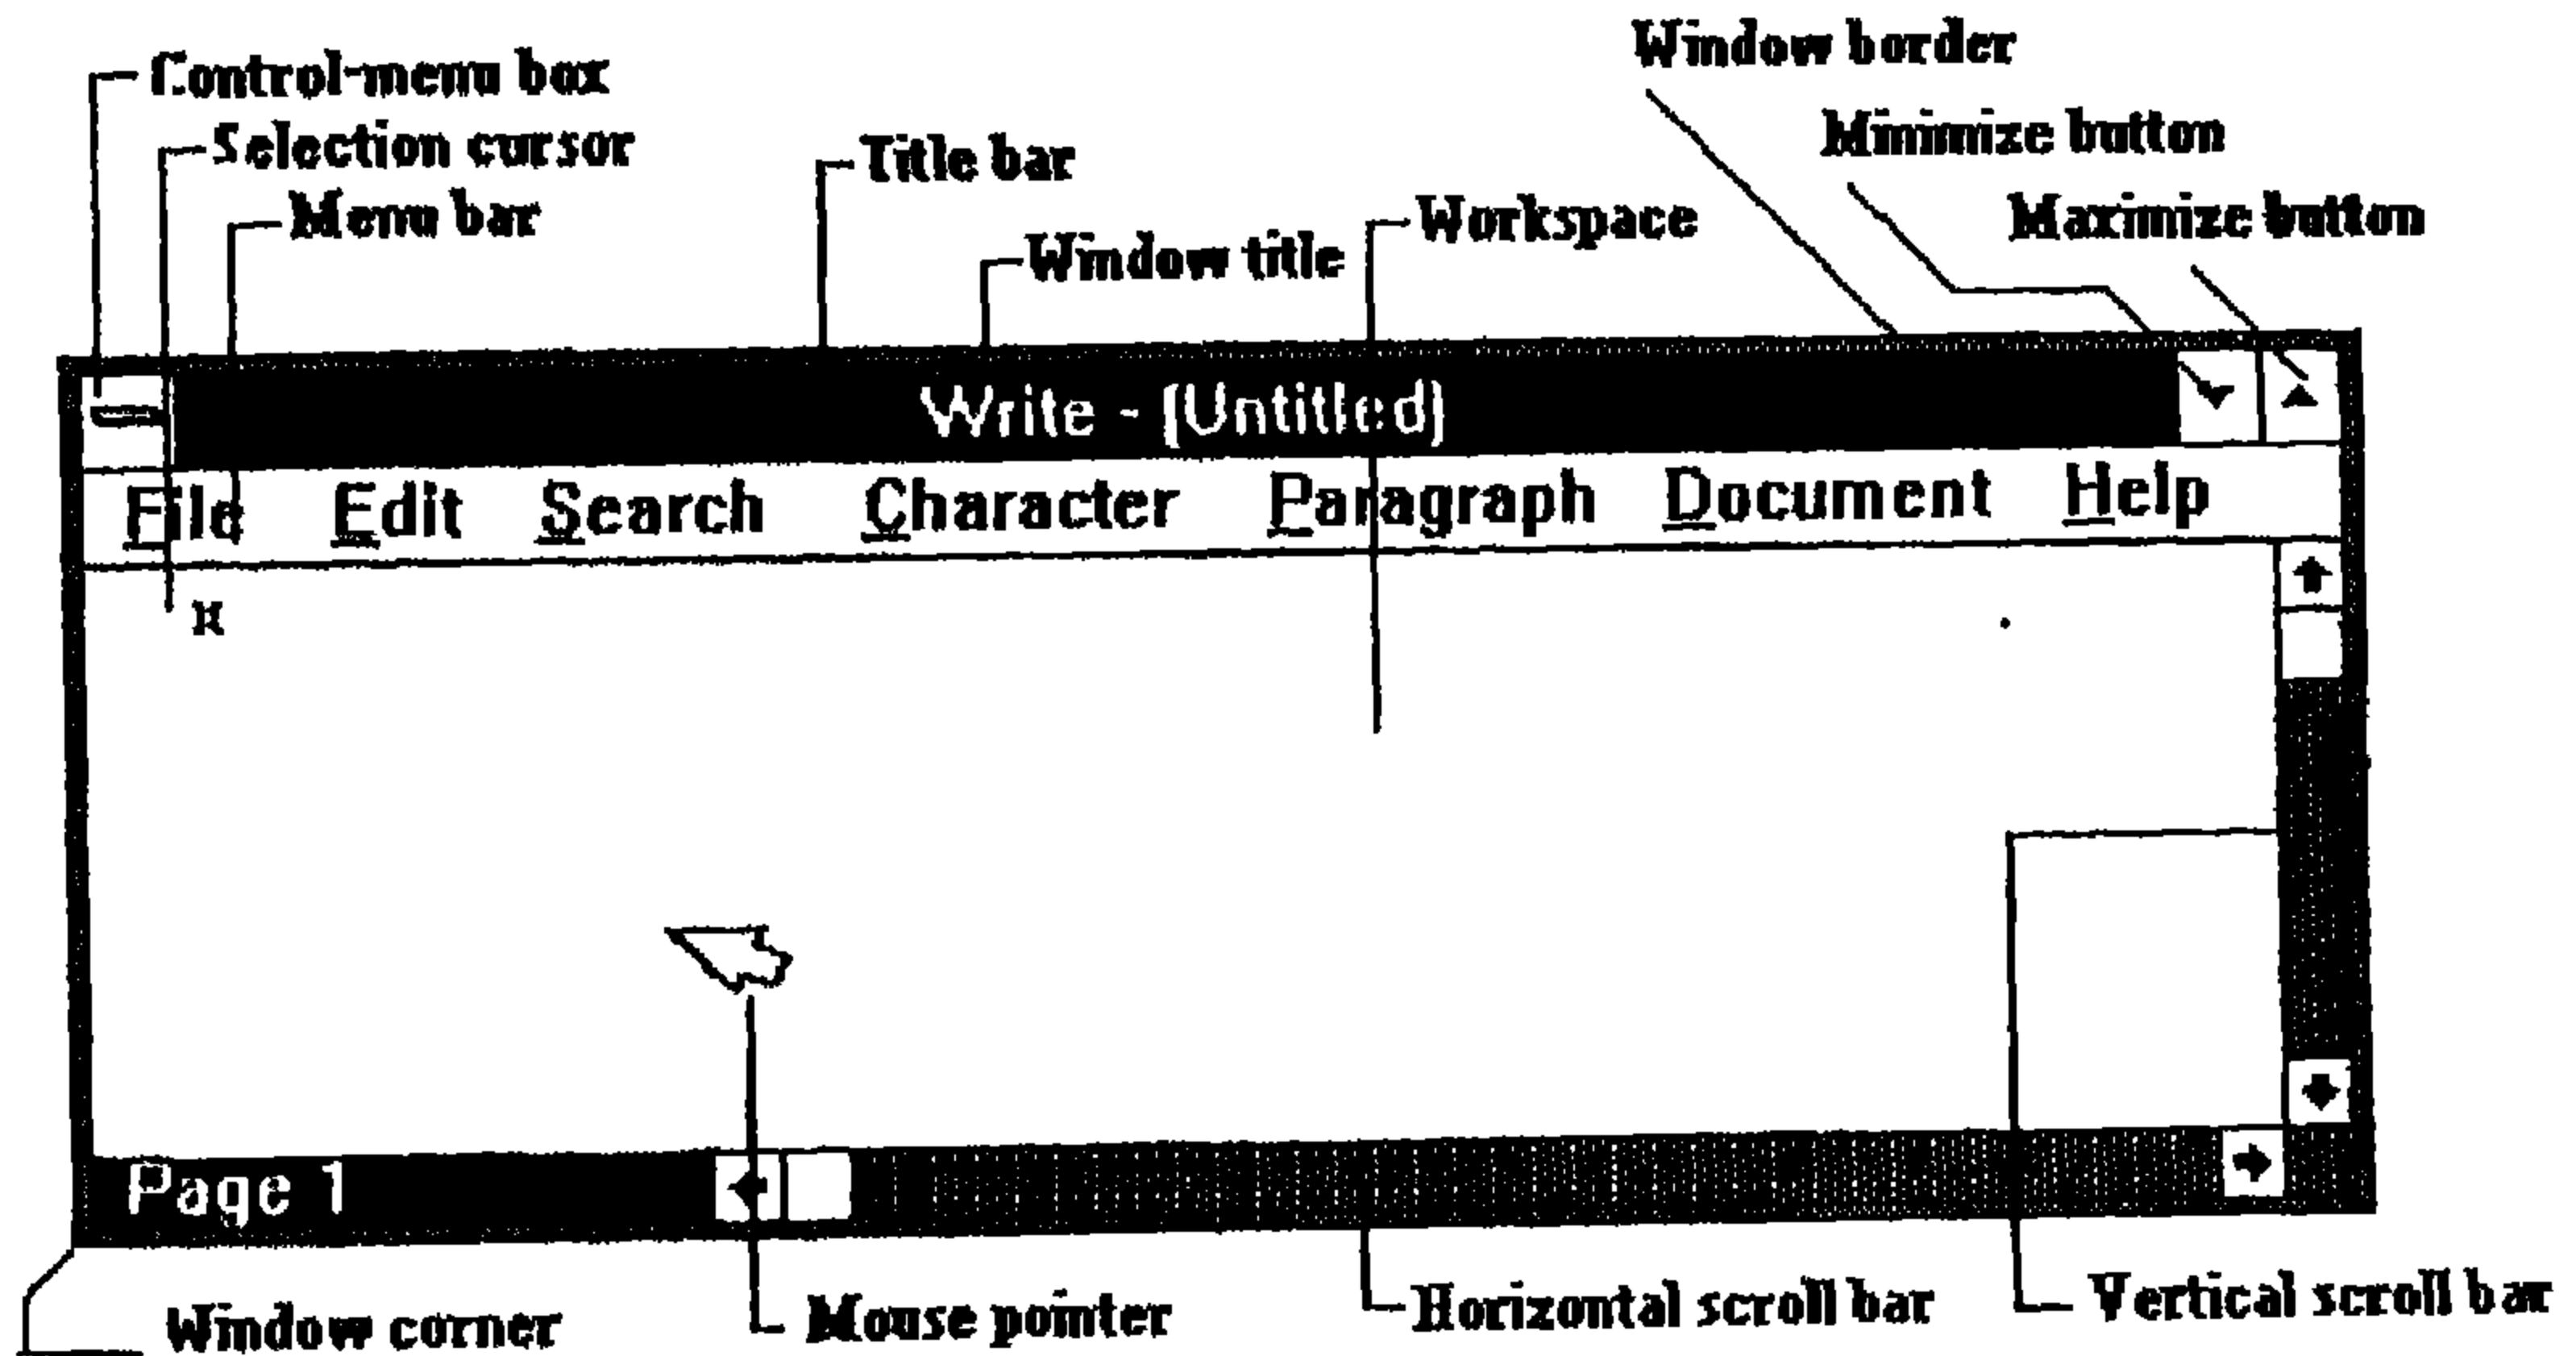 Control-menu box
Selection cursor
Menu bar
Title bar
Window title
Workspace
Window border
Minimize button
Maximize button
Write - (Untitled)
File Edit Search Character Paragraph Document Help
Page 1
Window corner
Mouse pointer
Horizontal scroll bar
Vertical scroll bar